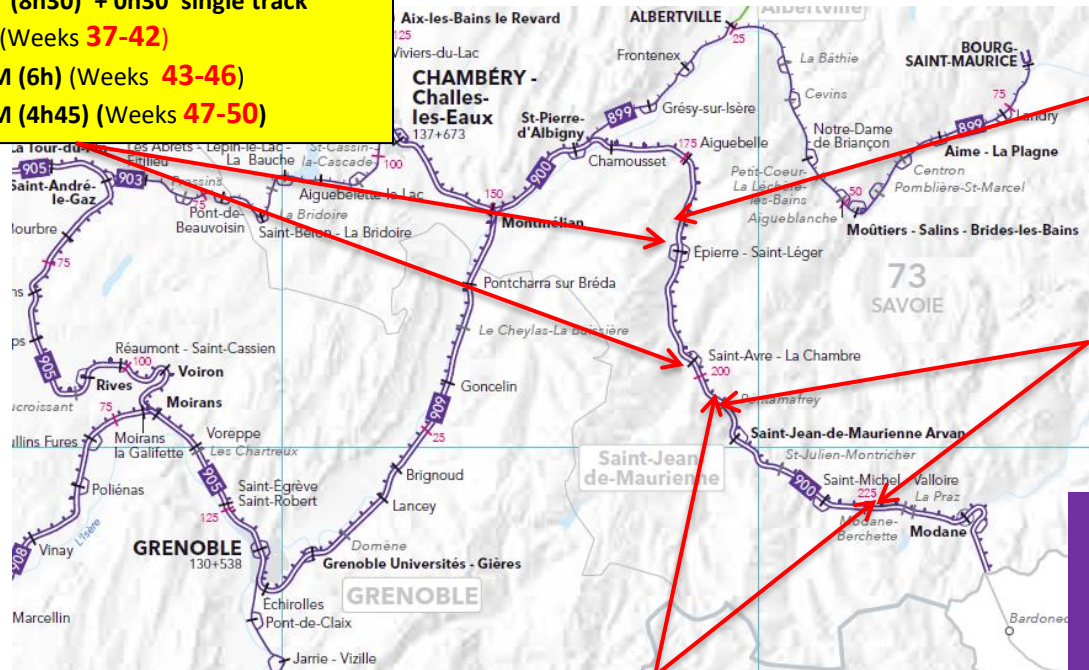 (8h30) + 0h30 single track
(Weeks 37-42)
M (6h) (Weeks 43-46)
M (4h45) (Weeks 47-50)
Aix-les-Bains le Revard
125
Viviers-du-Lac
CHAMBÉRY -
Challes-
les-Eaux
137+673
ALBERTVILLE
Albertville
25
Frontenex
La Bâthie
Cevins
BOURG-
SAINT-MAURICE
75
Landry
899
Grésy-sur-Isère
899
St-Pierre-
d'Albigny
Chamousset
900
175
Aiguebelle
Notre-Dame
de Briançon
Aime - La Plagne
Centron
Pomblière-St-Marcel
Petit-Coeur-
La Léchère-
les-Bains
Aigueblanche
50
Moûtiers - Salins - Brides-les-Bains
905
903
Les Abrets -
Fitilieu
Lépin-le-Lac -
La Bauche
St-Cassin-
la-Cascade
100
Saint-André-
le-Gaz
Pressins
75
Pont-de-
Beauvoisin
La Bridoire
Aiguebelette-le-Lac
Saint-Béron - La Bridoire
150
Montmélian
Épierre - Saint-Léger
73
SAVOIE
Bourbre
75
Pontcharra sur Bréda
Le Cheylas-La Buissière
905
Réaumont - Saint-Cassien
100
Rives
Voiron
Moirans
Goncelin
Saint-Avre - La Chambre
200
Pontamafrey
75
Moirans
la Galifette
Voreppe
Les Chartreux
909
25
Saint-Jean-de-Maurienne Arvan
St-Julien-Montricher
Poliénas
905
Saint-Égrève
Saint-Robert
125
Brignoud
Lancey
Saint-Jean
de-Maurienne
900
Saint-Michel - Valloire
225
La Praz
Modane-
Berchette
Modane
908
Vinay
L'Isère
GRENOBLE
130+538
Domène
Grenoble Universités - Gières
GRENOBLE
Marcellin
Échirolles
Pont-de-Claix
Jarrie - Vizille